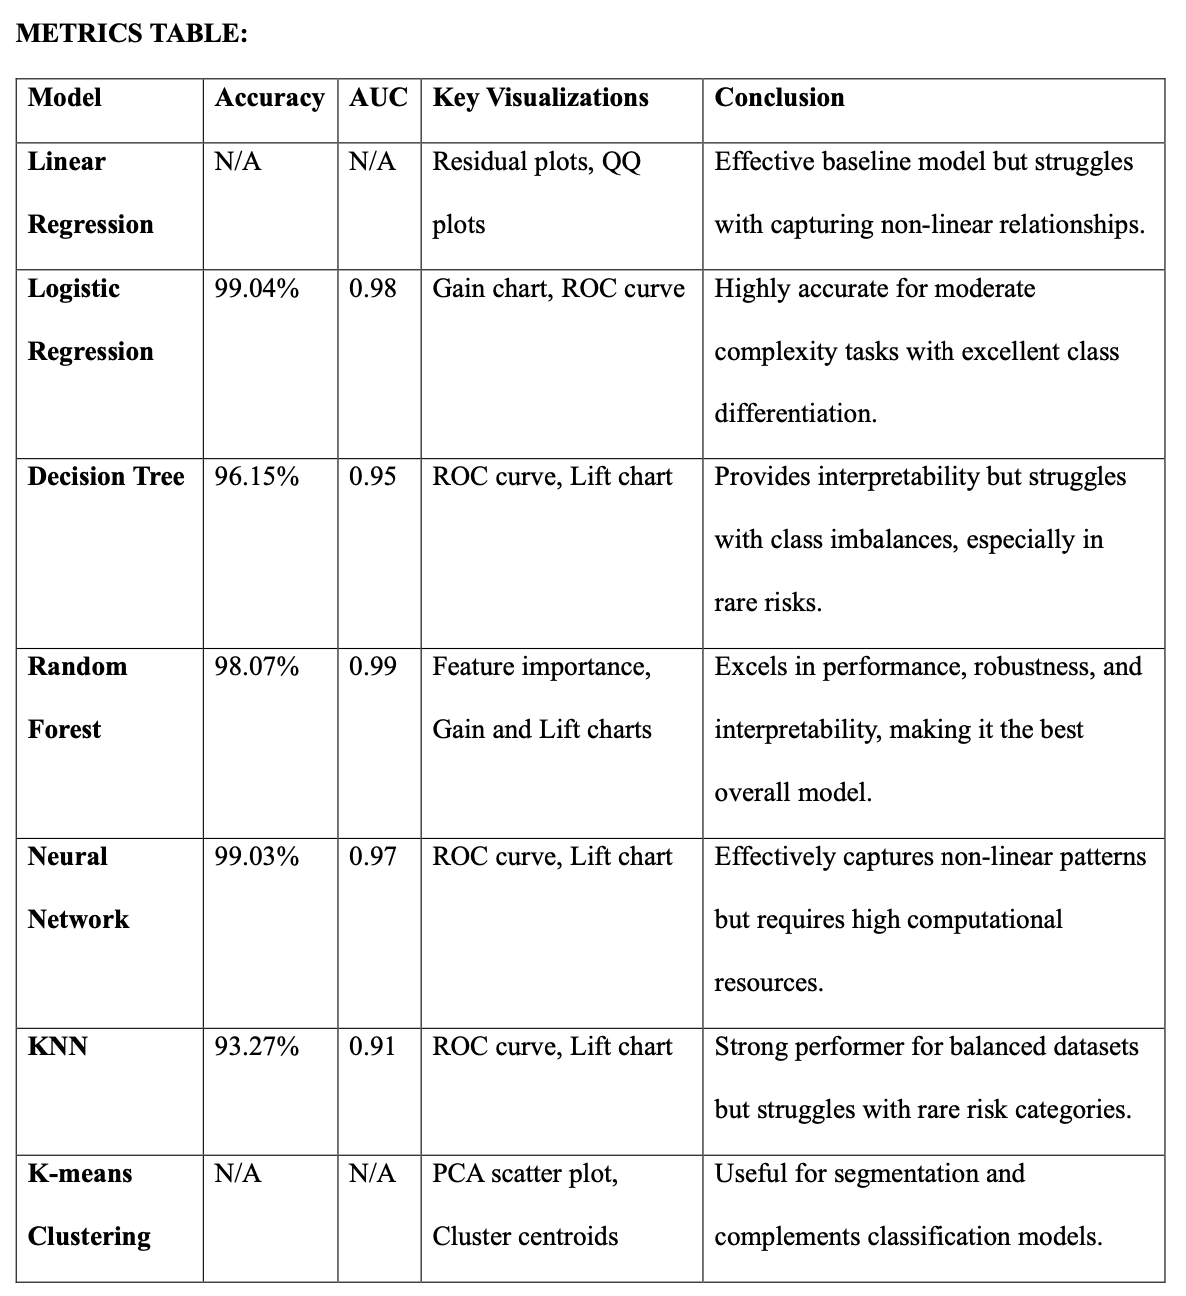 METRICS TABLE:
Model Accuracy AUC Key Visualizations Conclusion
Linear N/A N/A Residual plots, QQ Effective baseline model but struggles
Regression plots with capturing non-linear relationships.
Logistic 99.04% 0.98 Gain chart, ROC curve Highly accurate for moderate
Regression complexity tasks with excellent class
differentiation.
Decision Tree 96.15% 0.95 ROC curve, Lift chart Provides interpretability but struggles
with class imbalances, especially in
rare risks.
Random 98.07% 0.99 Feature importance, Excels in performance, robustness, and
Forest Gain and Lift charts interpretability, making it the best
overall model.
Neural 99.03% 0.97 ROC curve, Lift chart Effectively captures non-linear patterns
Network but requires high computational
resources.
KNN 93.27% 0.91 ROC curve, Lift chart Strong performer for balanced datasets
but struggles with rare risk categories.
K-means N/A N/A PCA scatter plot, Useful for segmentation and
Clustering Cluster centroids complements classification models.